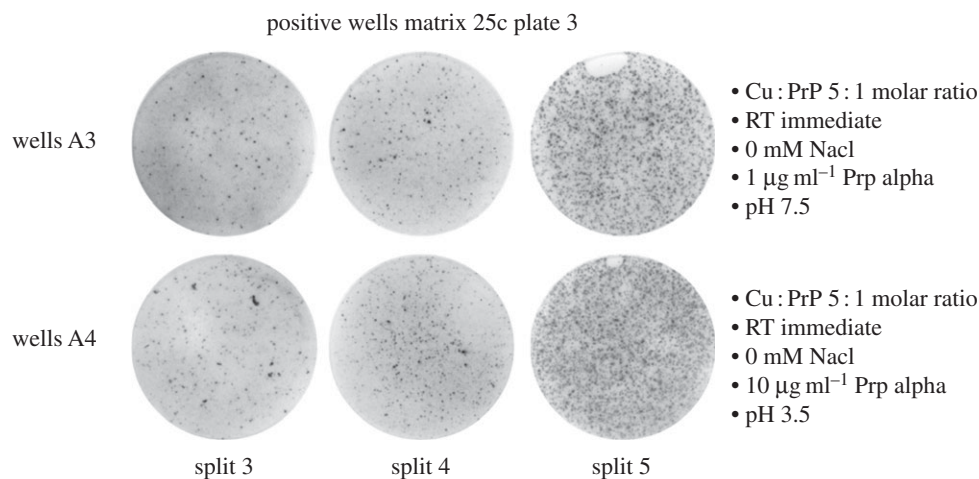 positive wells matrix 25c plate 3
wells A3
• Cu : PrP 5 : 1 molar ratio
• RT immediate
• 0 mM Nacl
• 1 μg ml⁻¹ Prp alpha
• pH 7.5
wells A4
• Cu : PrP 5 : 1 molar ratio
• RT immediate
• 0 mM Nacl
• 10 μg ml⁻¹ Prp alpha
• pH 3.5
split 3
split 4
split 5